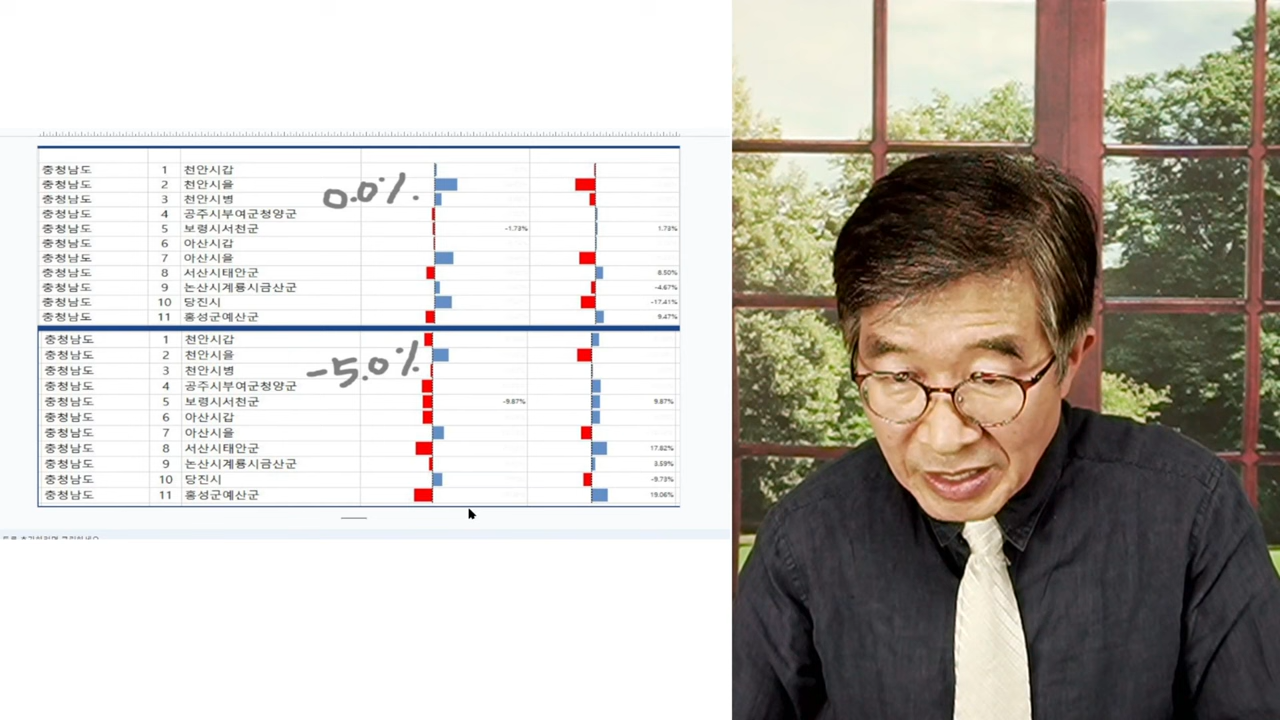 충청남도 1 천안시갑
충청남도 2 천안시을
충청남도 3 천안시병
0.0%.
충청남도 4 공주시부여군청양군
충청남도 5 보령시서천군 -1.73% 1.73%
충청남도 6 아산시갑
충청남도 7 아산시을
충청남도 8 서산시태안군 8.50%
충청남도 9 논산시계룡시금산군 -4.67%
충청남도 10 당진시 -17.41%
충청남도 11 홍성군예산군 9.47%
충청남도 1 천안시갑
충청남도 2 천안시을
충청남도 3 천안시병
-5.0%
충청남도 4 공주시부여군청양군
충청남도 5 보령시서천군 -9.87% 9.87%
충청남도 6 아산시갑
충청남도 7 아산시을
충청남도 8 서산시태안군 17.82%
충청남도 9 논산시계룡시금산군 3.59%
충청남도 10 당진시 -9.73%
충청남도 11 홍성군예산군 19.06%